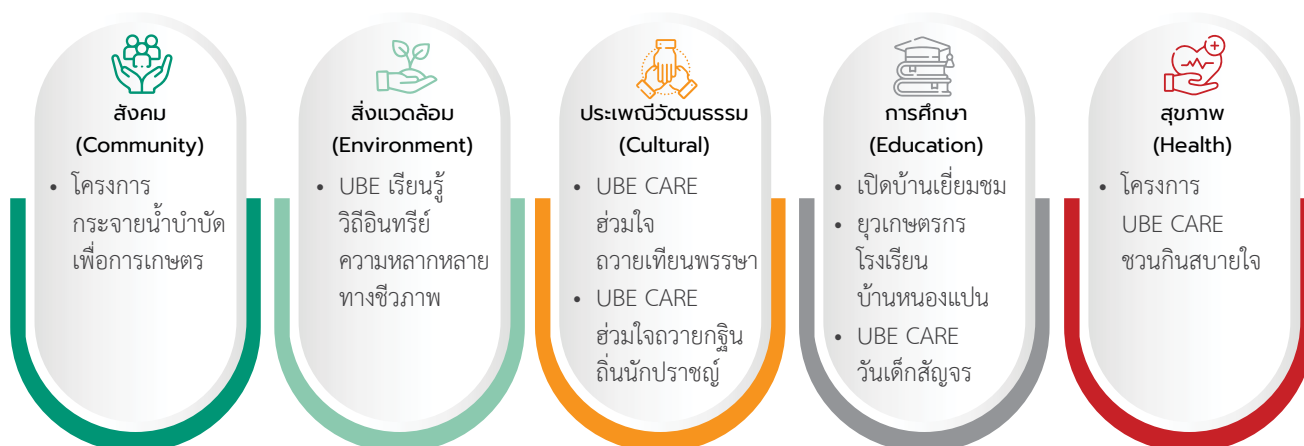 สังคม
(Community)
• โครงการ
กระจายน้ำบำบัด
เพื่อการเกษตร
สิ่งแวดล้อม
(Environment)
• UBE เรียนรู้
วิถีอินทรีย์
ความหลากหลาย
ทางชีวภาพ
ประเพณีวัฒนธรรม
(Cultural)
• UBE CARE
ฮ่วมใจ
ถวายเทียนพรรษา
• UBE CARE
ฮ่วมใจถวายกฐิน
ถิ่นนักปราชญ์
การศึกษา
(Education)
• เปิดบ้านเยี่ยมชม
• ยุวเกษตรกร
โรงเรียน
บ้านหนองแปน
• UBE CARE
วันเด็กสัญจร
สุขภาพ
(Health)
• โครงการ
UBE CARE
ชวนกินสบายใจ